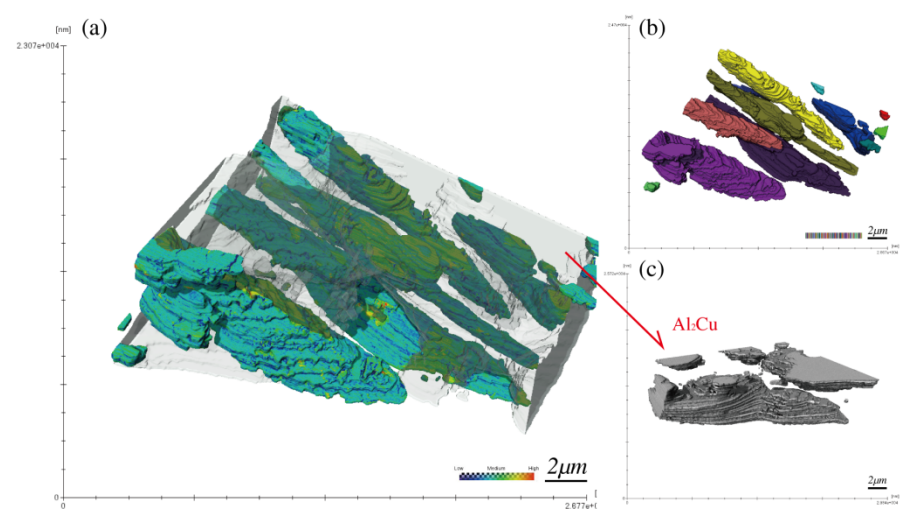 (a)
[nm]
2.307e+004
Low Medium High
2μm
0
0
2.677e+(
(b)
2μm
(c)
Al₂Cu
2μm
0